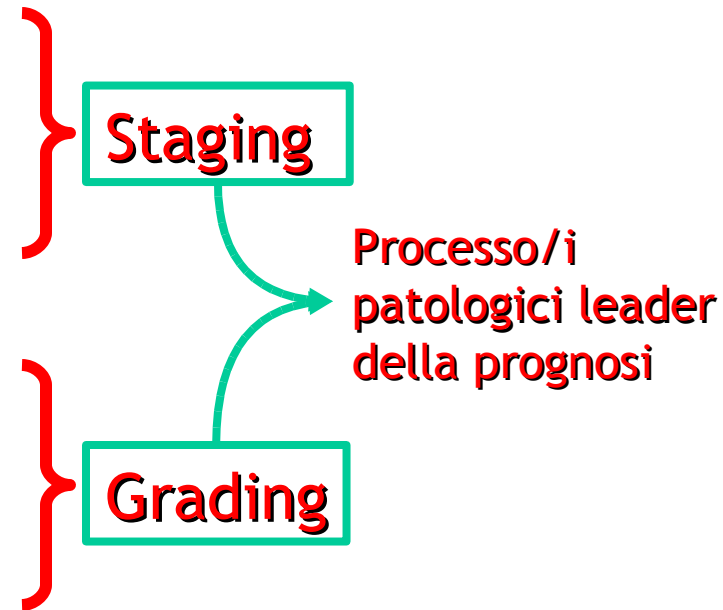 Staging
Processo/i
patologici leader
della prognosi
Grading